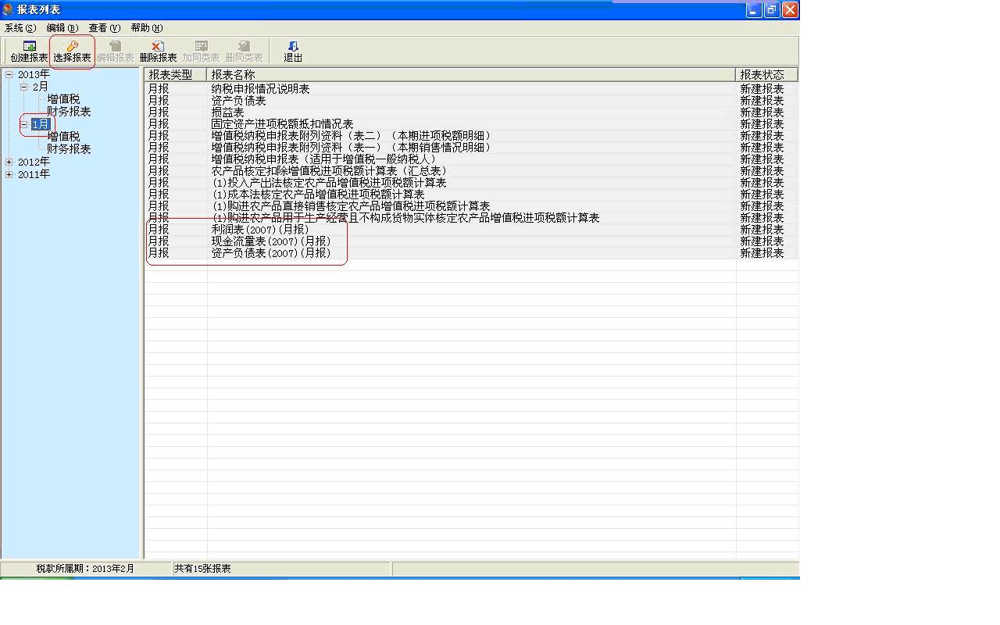 报表列表
系统(S) 编辑(B) 查看(V) 帮助(H)
创建报表 选择报表 编辑报表 删除报表 加同类表 删同类表 退出
2013年
2月
增值税
财务报表
1月
增值税
财务报表
2012年
2011年
报表类型 报表名称 报表状态
月报 纳税申报情况说明表 新建报表
月报 资产负债表 新建报表
月报 损益表 新建报表
月报 固定资产进项税额抵扣情况表 新建报表
月报 增值税纳税申报表附列资料（表二）（本期进项税额明细） 新建报表
月报 增值税纳税申报表附列资料（表一）（本期销售情况明细） 新建报表
月报 增值税纳税申报表（适用于增值税一般纳税人） 新建报表
月报 农产品核定扣除增值税进项税额计算表（汇总表） 新建报表
月报 (1)投入产出法核定农产品增值税进项税额计算表 新建报表
月报 (1)成本法核定农产品增值税进项税额计算表 新建报表
月报 (1)购进农产品直接销售核定农产品增值税进项税额计算表 新建报表
月报 (1)购进农产品用于生产经营且不构成货物实体核定农产品增值税进项税额计算表 新建报表
月报 利润表(2007)(月报) 新建报表
月报 现金流量表(2007)(月报) 新建报表
月报 资产负债表(2007)(月报) 新建报表
税款所属期：2013年2月 共有15张报表